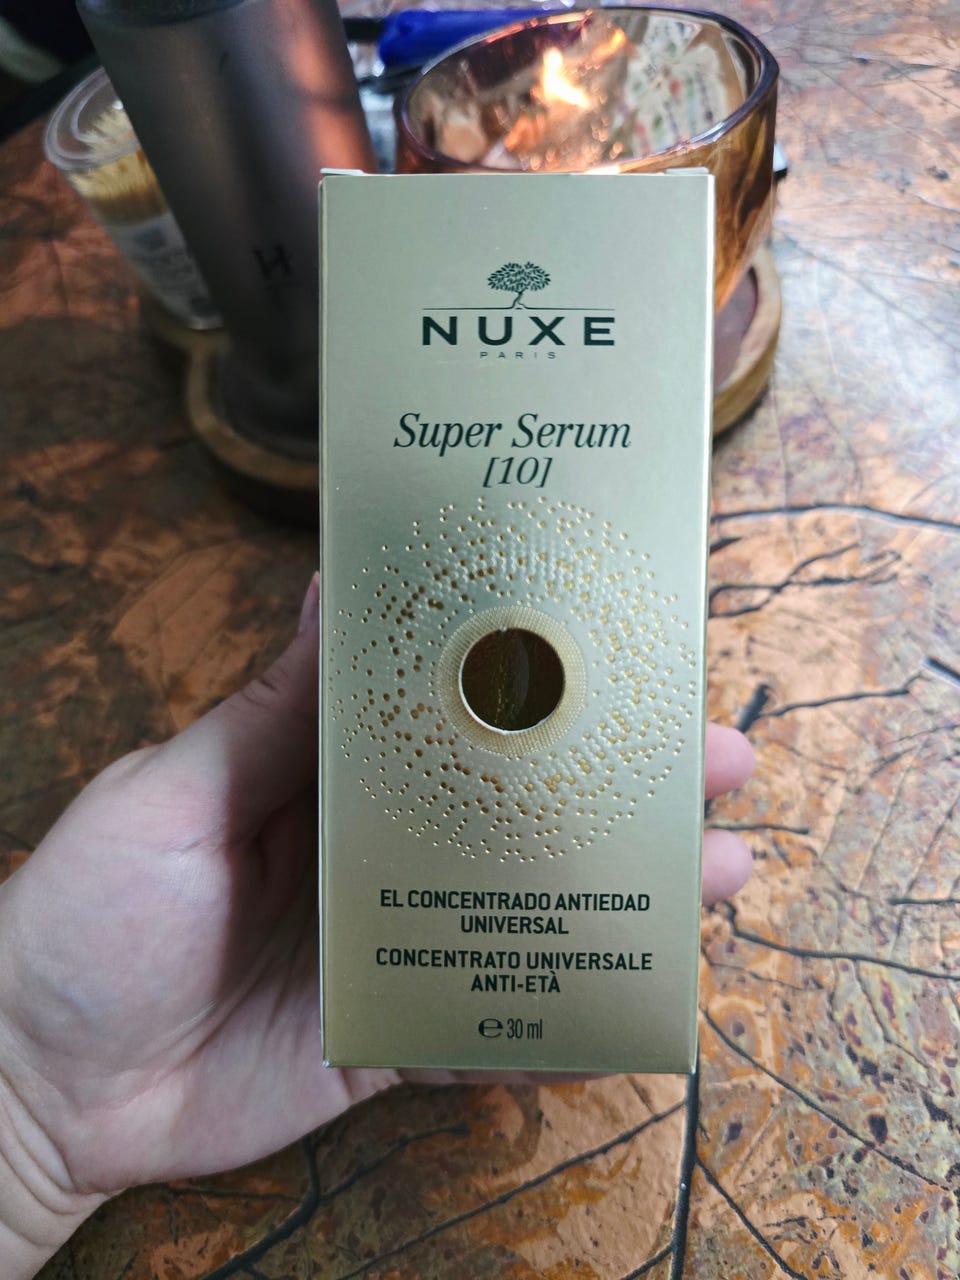 NUXE
PARIS
Super Serum
[10]
EL CONCENTRADO ANTIEDAD
UNIVERSAL
CONCENTRATO UNIVERSALE
ANTI-ETÀ
℮ 30 ml